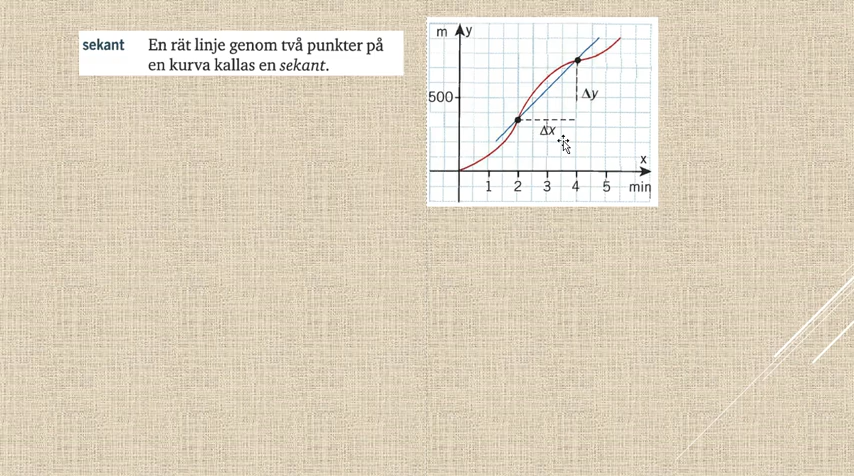 sekant En rät linje genom två punkter på
en kurva kallas en sekant.
m y
500
Δy
Δx
x
1 2 3 4 5 min